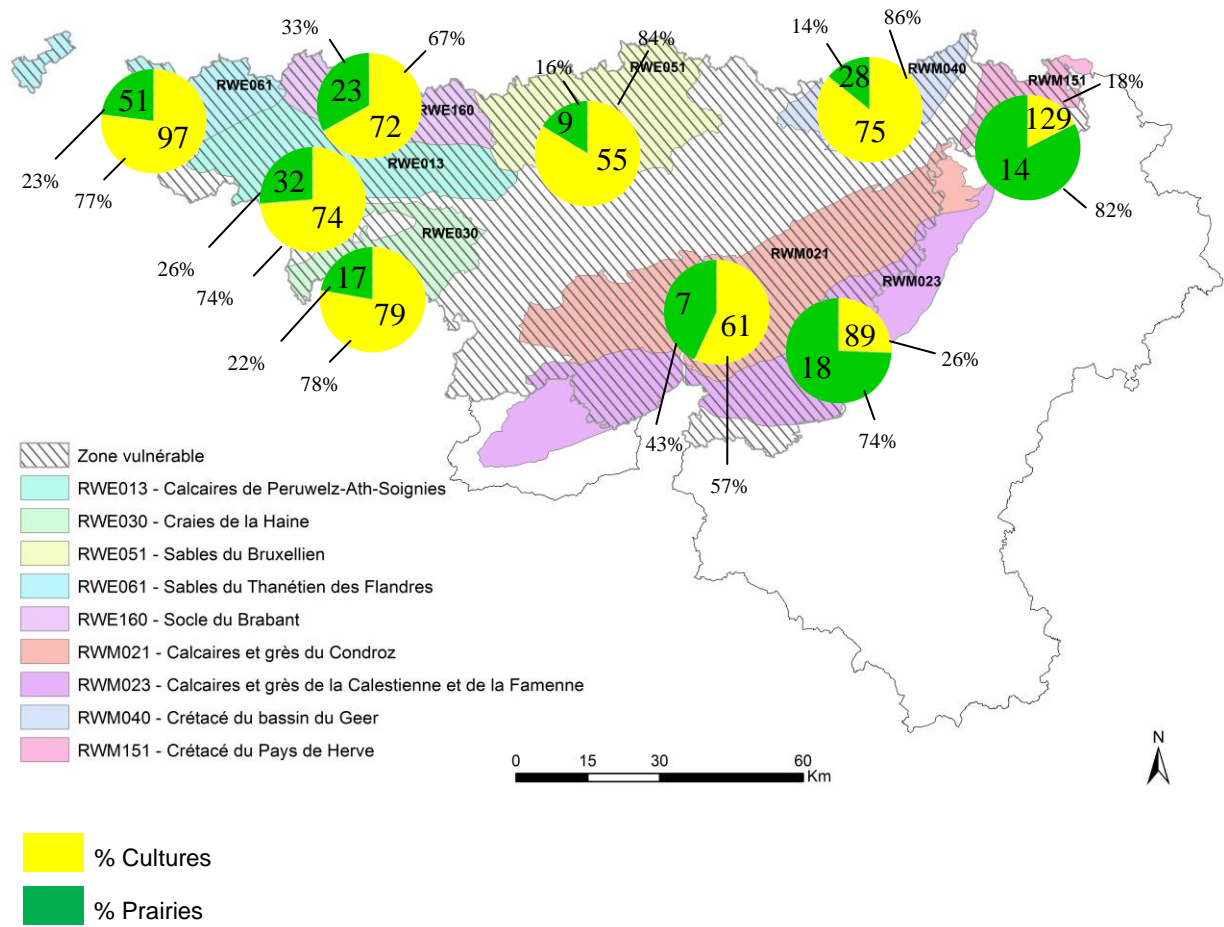 33%
67%
16%
84%
14%
86%
RWE061
RWE160
RWE051
RWM040
RWM151
18%
51
97
23
72
9
55
28
75
129
14
23%
77%
RWE013
82%
32
74
26%
74%
RWE030
RWM021
RWM023
17
79
22%
78%
7
61
89
18
26%
43%
57%
74%
Zone vulnérable
RWE013 - Calcaires de Peruwelz-Ath-Soignies
RWE030 - Craies de la Haine
RWE051 - Sables du Bruxellien
RWE061 - Sables du Thanétien des Flandres
RWE160 - Socle du Brabant
RWM021 - Calcaires et grès du Condroz
RWM023 - Calcaires et grès de la Calestienne et de la Famenne
RWM040 - Crétacé du bassin du Geer
RWM151 - Crétacé du Pays de Herve
0 15 30 60
Km
N
% Cultures
% Prairies